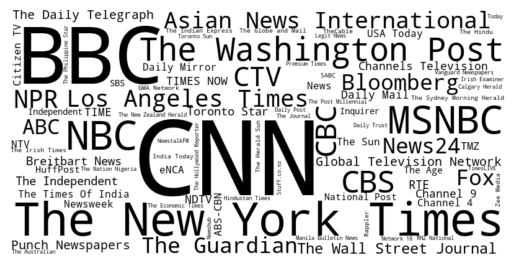 The Daily Telegraph
Asian News International
Today
Citizen TV
BBC
The Philippine Star
The Indian Express
The Globe and Mail
TheCable
USA Today
The Hindu
Toronto Sun
Legit News
The Washington Post
SBS
Daily Mirror
Premium Times
Channels Television
TIMES NOW
CTV
SABC
Vanguard Newspapers
GMA Network
News
Bloomberg
Irish Examiner
Calgary Herald
NPR
Los Angeles Times
The Post Millennial
Daily Mail
The Sydney Morning Herald
Independent
TIME
The New Zealand Herald
Toronto Star
Daily Post
The Journal
CBC
Inquirer
MSNBC
ABC
NBC
CNN
NewstalkFM
The Hollywood Reporter
The Herald Sun
Stuff.co.nz
Daily Trust
The Sun
News24
TMZ
NTV
The Irish Times
Breitbart News
India Today
Global Television Network
HuffPost
The Nation Nigeria
eNCA
The Age
TimesLIVE
The Independent
CBS
RTE
Fox
The Times Of India
NDTV
Hindustan Times
National Post
Channel 9
Zee Media
Newsweek
The Economic Times
ABS-CBN
Newshub
Channel 4
The New York Times
Rappler
Punch Newspapers
The Guardian
Manila Bulletin News
Network 18
RNZ National
The Australian
The Wall Street Journal